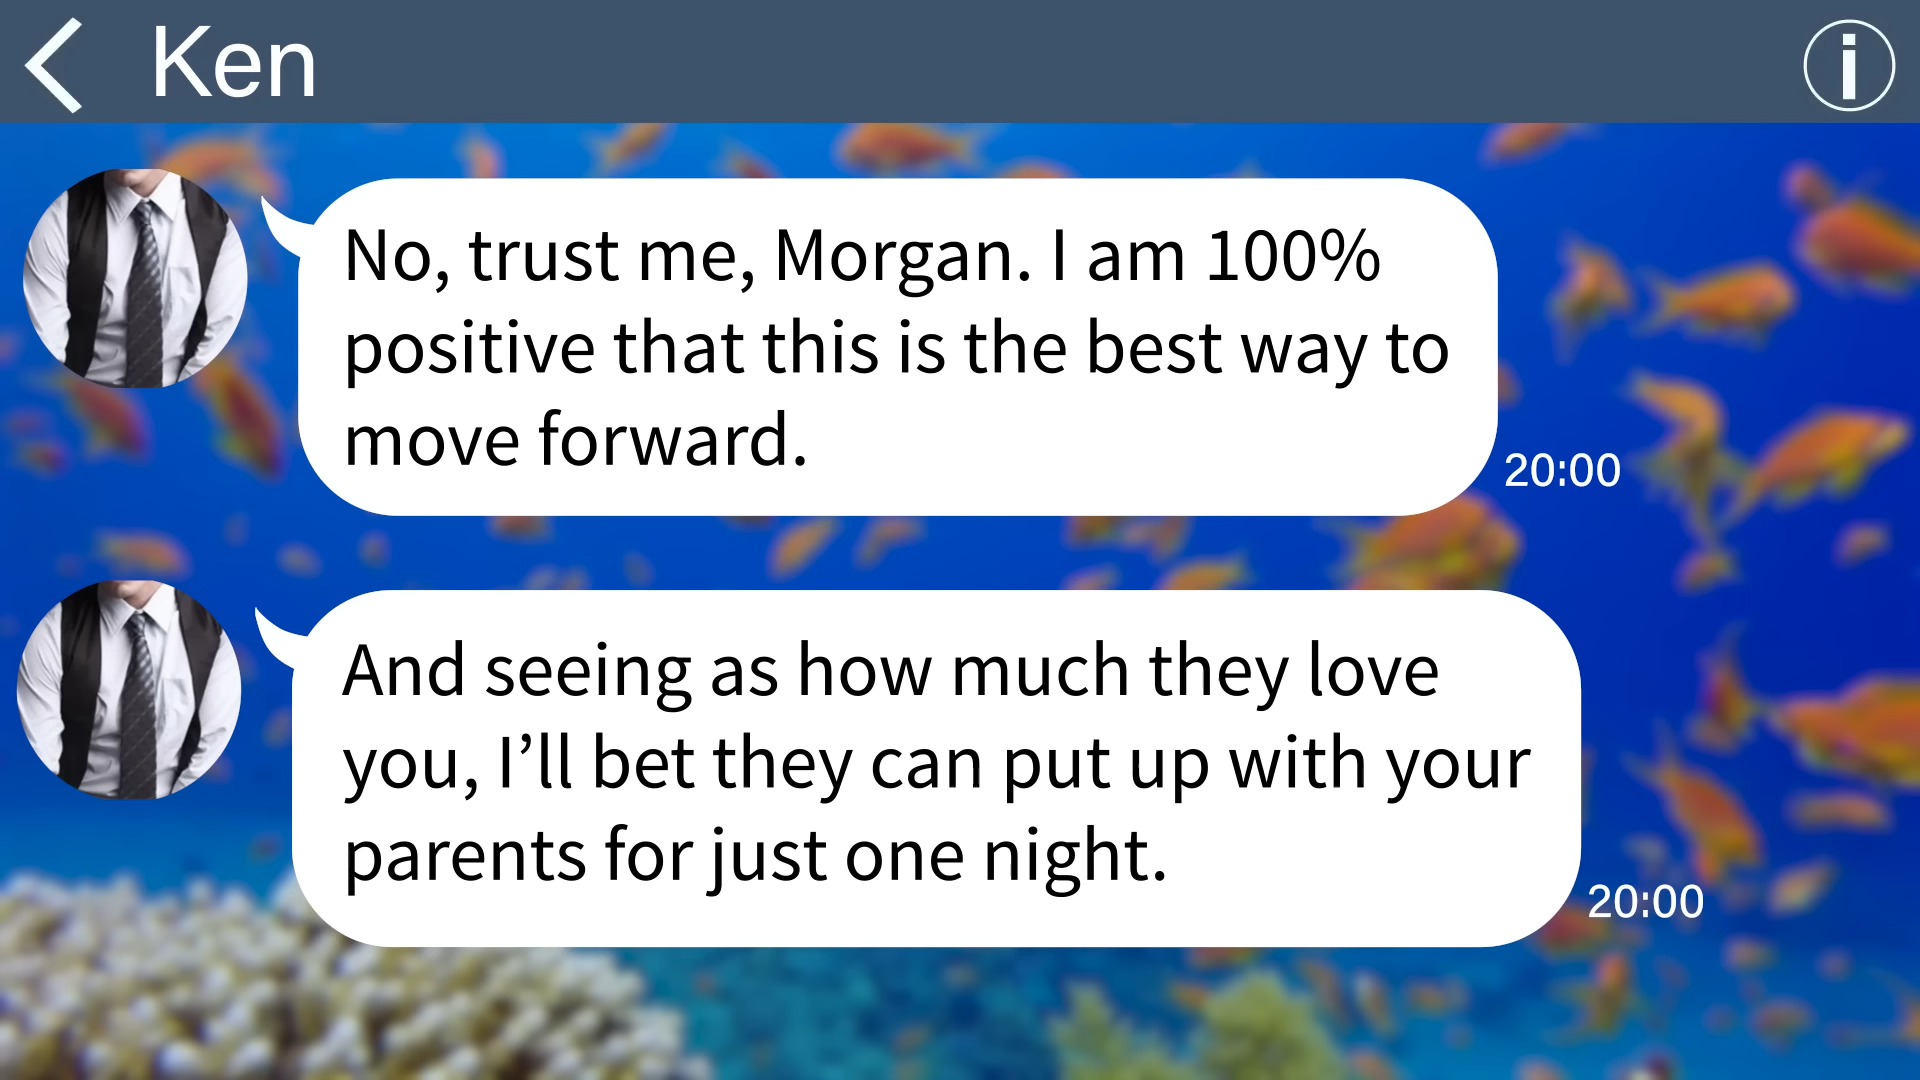 Ken
No, trust me, Morgan. I am 100%
positive that this is the best way to
move forward.
20:00
And seeing as how much they love
you, I’ll bet they can put up with your
parents for just one night.
20:00